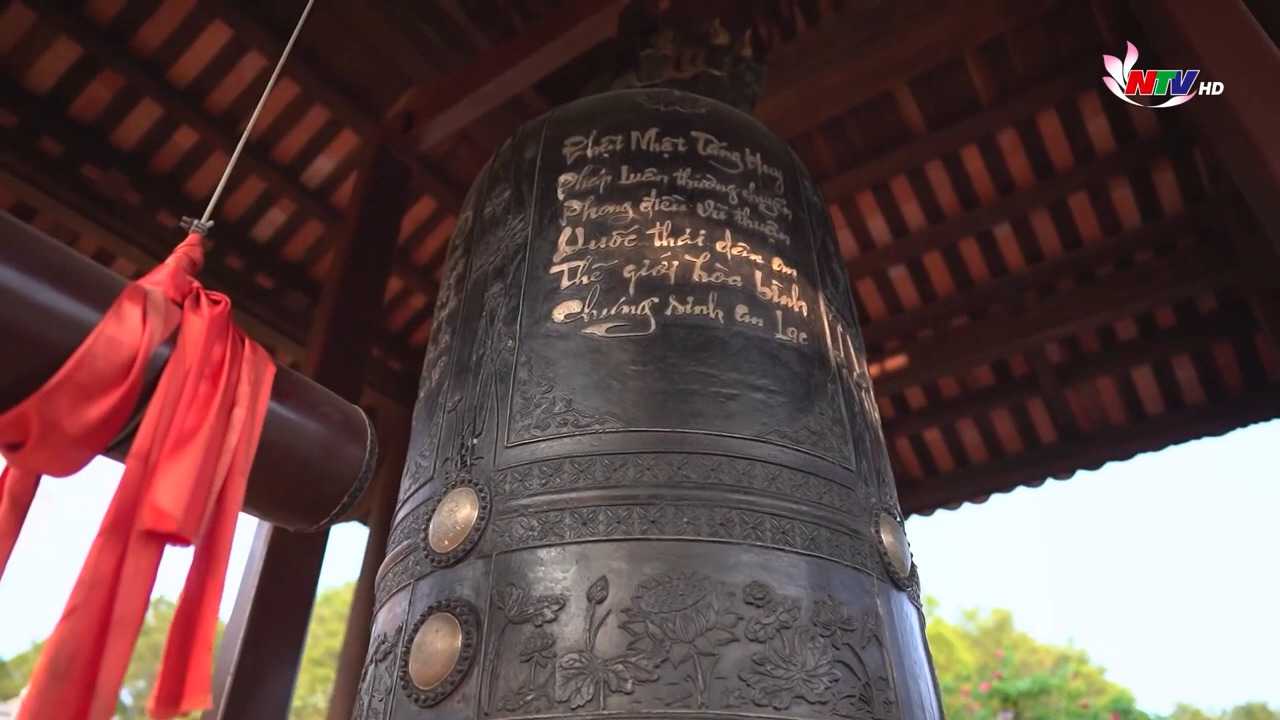 NTV HD
Phật Nhật Tăng Huy
Pháp Luân thường chuyển
Phong điều Vũ thuận
Quốc thái dân an
Thế giới hòa bình
Chúng sinh an Lạc